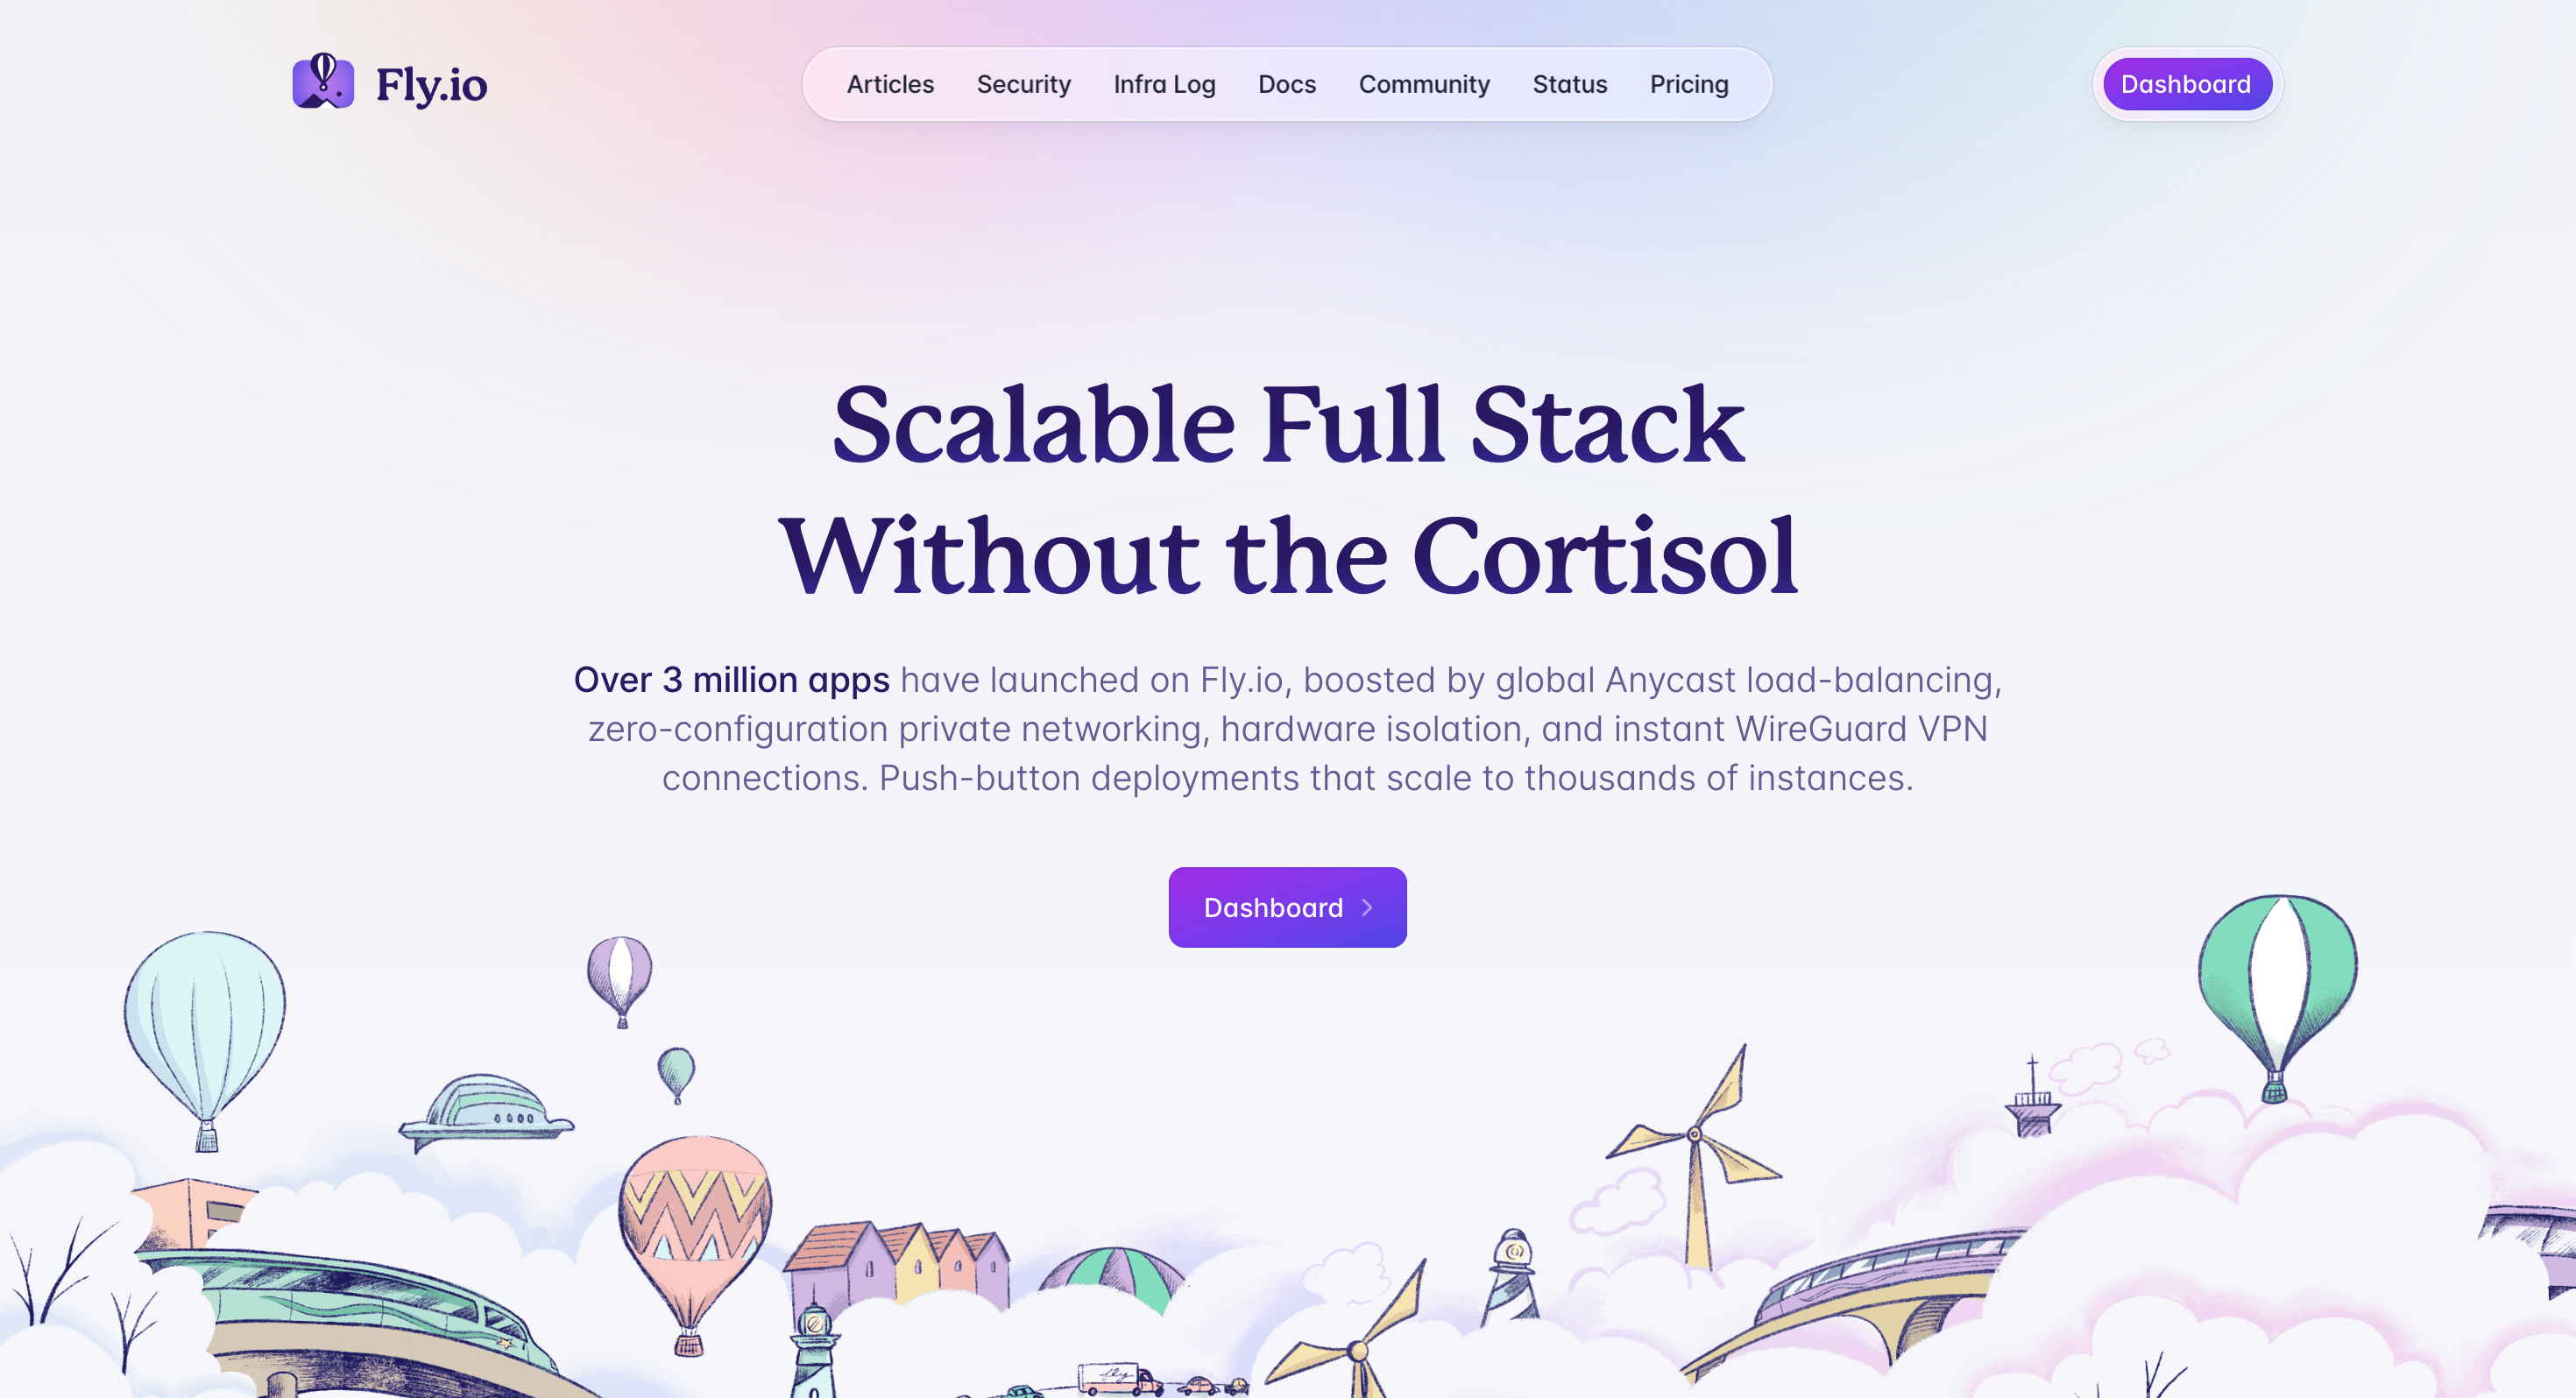 Fly.io
Articles Security Infra Log Docs Community Status Pricing
Dashboard
Scalable Full Stack
Without the Cortisol
Over 3 million apps have launched on Fly.io, boosted by global Anycast load-balancing,
zero-configuration private networking, hardware isolation, and instant WireGuard VPN
connections. Push-button deployments that scale to thousands of instances.
Dashboard
fly